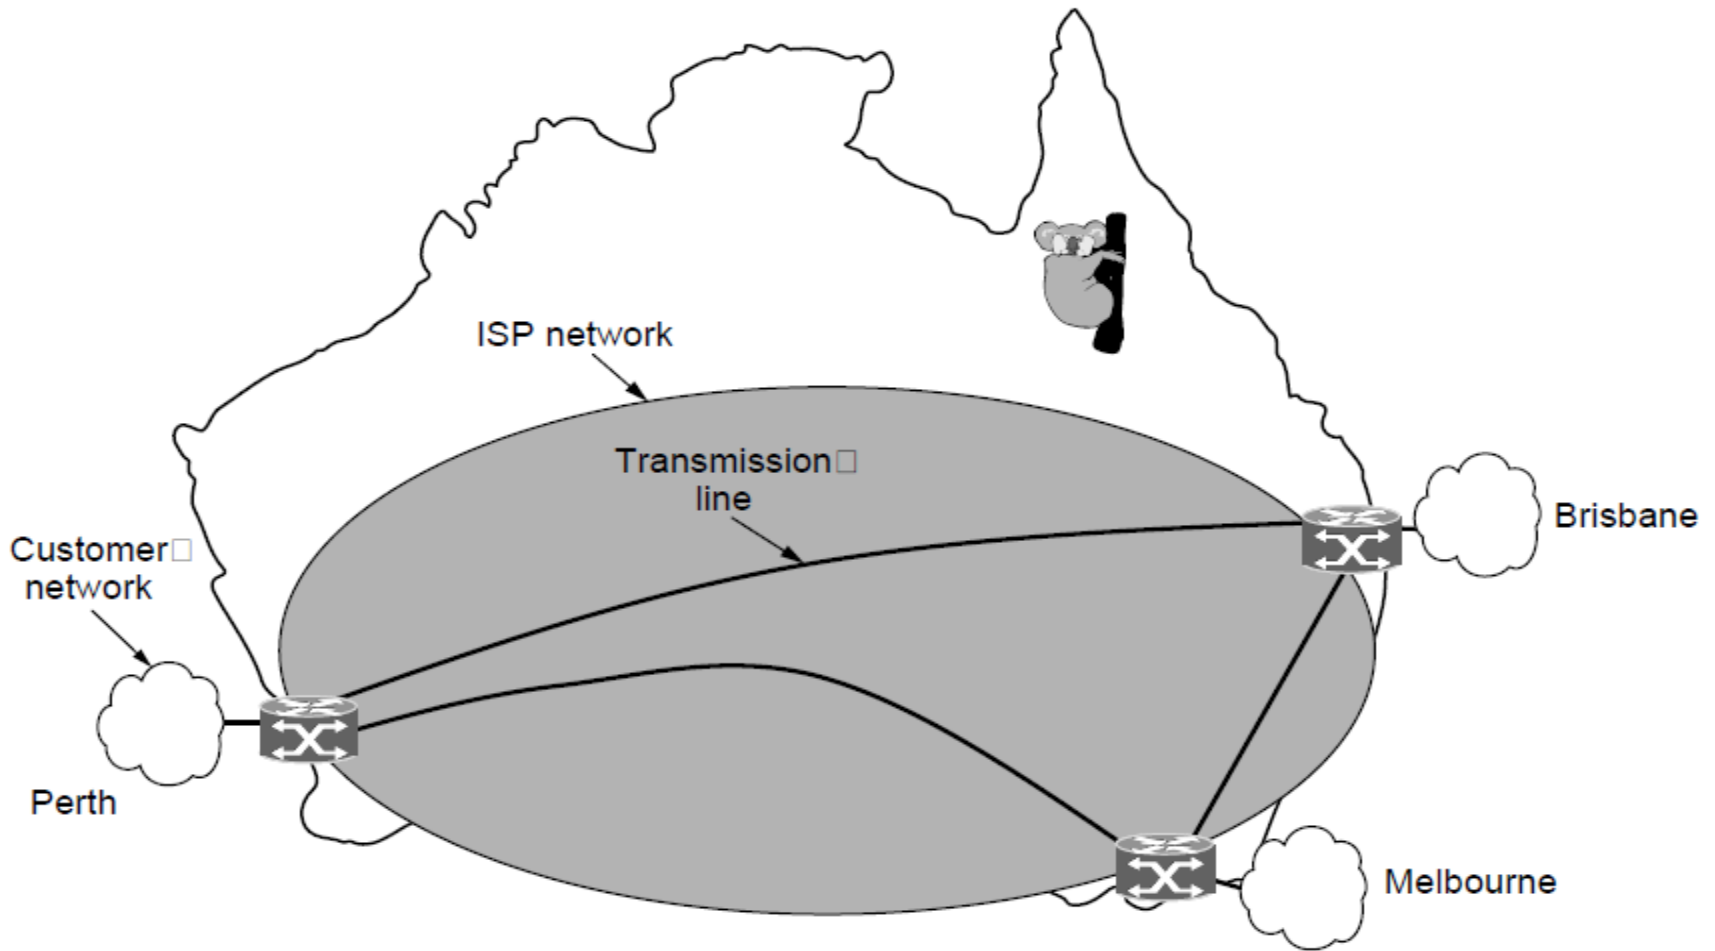 ISP network
Transmission□
line
Brisbane
Customer□
network
Perth
Melbourne